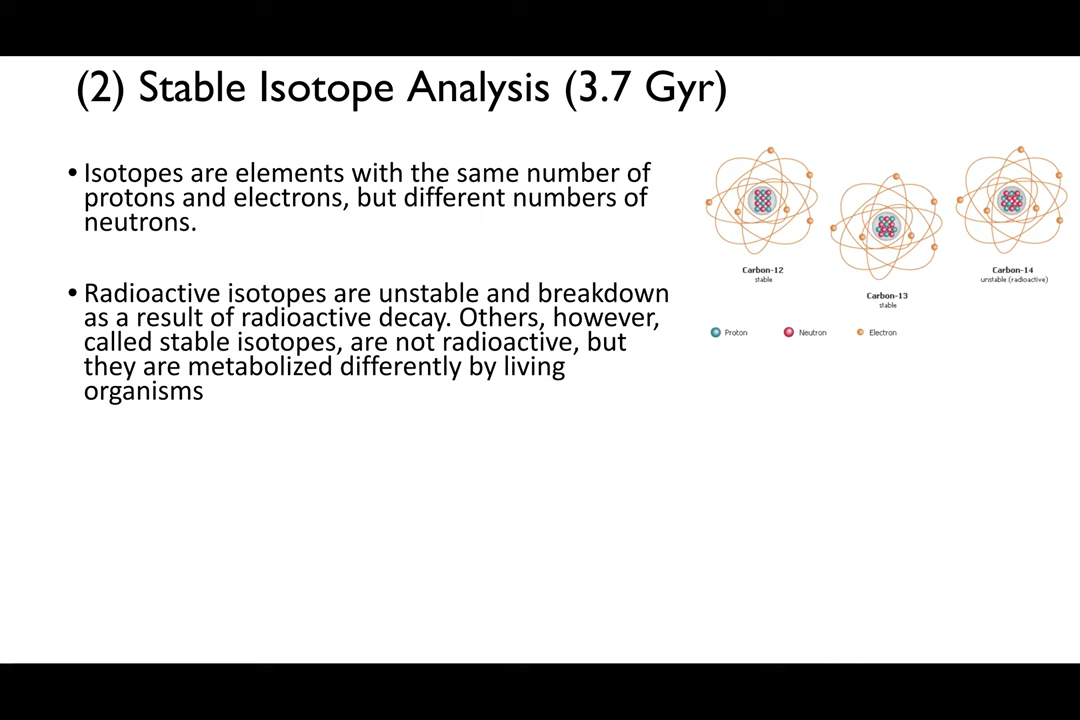 (2) Stable Isotope Analysis (3.7 Gyr)
• Isotopes are elements with the same number of
protons and electrons, but different numbers of
neutrons.
• Radioactive isotopes are unstable and breakdown
as a result of radioactive decay. Others, however,
called stable isotopes, are not radioactive, but
they are metabolized differently by living
organisms
Carbon-12
stable
Carbon-13
stable
Carbon-14
unstable (radioactive)
Proton
Neutron
Electron